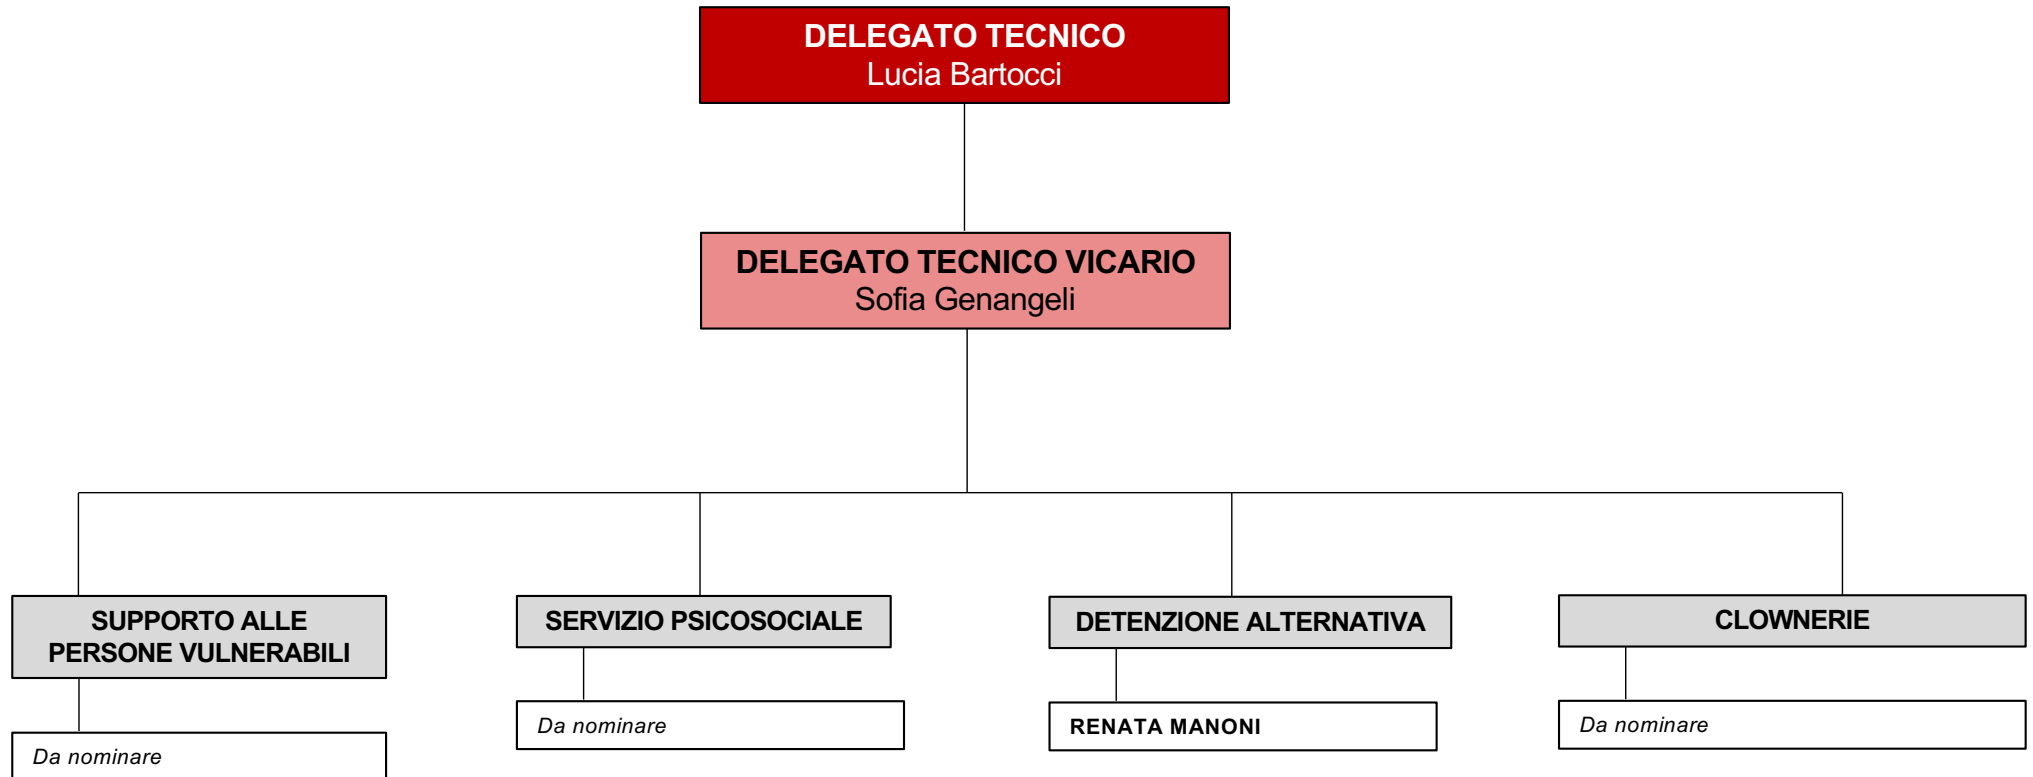 DELEGATO TECNICO
Lucia Bartocci
DELEGATO TECNICO VICARIO
Sofia Genangeli
SUPPORTO ALLE
PERSONE VULNERABILI
Da nominare
SERVIZIO PSICOSOCIALE
Da nominare
DETENZIONE ALTERNATIVA
RENATA MANONI
CLOWNERIE
Da nominare